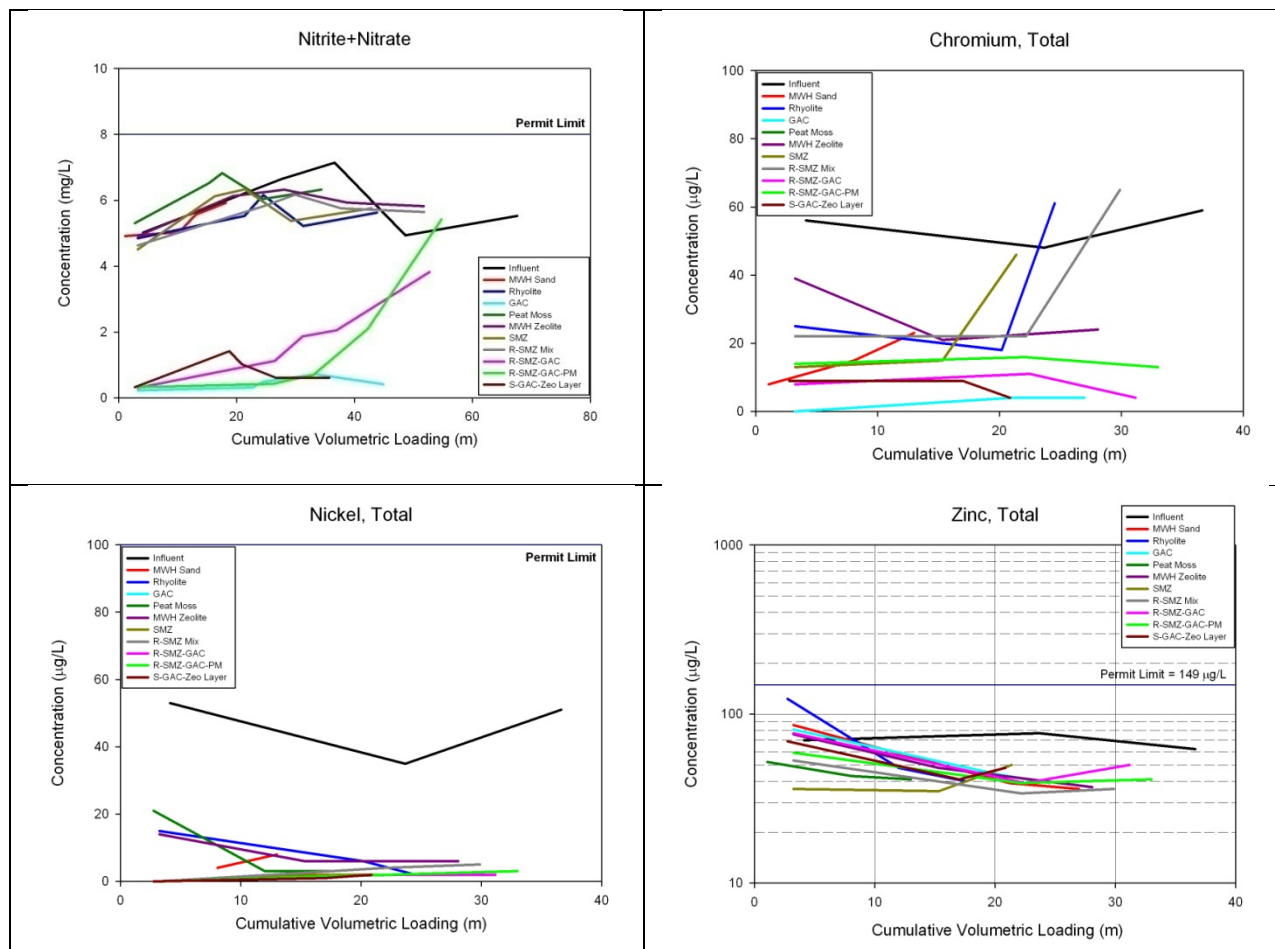 Nitrite+Nitrate
10
8
6
4
2
0
0 20 40 60 80
Concentration (mg/L)
Cumulative Volumetric Loading (m)
Permit Limit
Influent
MWH Sand
Rhyolite
GAC
Peat Moss
MWH Zeolite
SMZ
R-SMZ Mix
R-SMZ-GAC
R-SMZ-GAC-PM
S-GAC-Zeo Layer
Chromium, Total
100
80
60
40
20
0
0 10 20 30 40
Concentration (µg/L)
Cumulative Volumetric Loading (m)
Influent
MWH Sand
Rhyolite
GAC
Peat Moss
MWH Zeolite
SMZ
R-SMZ Mix
R-SMZ-GAC
R-SMZ-GAC-PM
S-GAC-Zeo Layer
Nickel, Total
100
80
60
40
20
0
0 10 20 30 40
Concentration (µg/L)
Cumulative Volumetric Loading (m)
Permit Limit
Influent
MWH Sand
Rhyolite
GAC
Peat Moss
MWH Zeolite
SMZ
R-SMZ Mix
R-SMZ-GAC
R-SMZ-GAC-PM
S-GAC-Zeo Layer
Zinc, Total
1000
100
10
0 10 20 30 40
Concentration (µg/L)
Cumulative Volumetric Loading (m)
Influent
MWH Sand
Rhyolite
GAC
Peat Moss
MWH Zeolite
SMZ
R-SMZ Mix
R-SMZ-GAC
R-SMZ-GAC-PM
S-GAC-Zeo Layer
Permit Limit = 149 µg/L